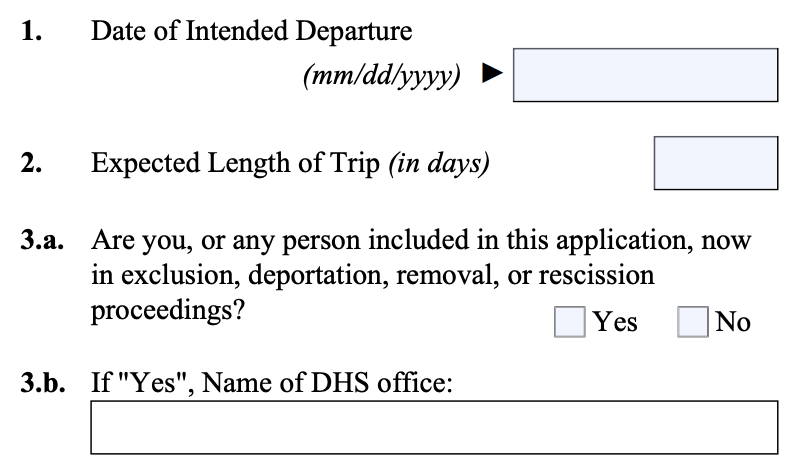 1. Date of Intended Departure
(mm/dd/yyyy) ►
2. Expected Length of Trip (in days)
3.a. Are you, or any person included in this application, now
in exclusion, deportation, removal, or rescission
proceedings?
Yes No
3.b. If "Yes", Name of DHS office: